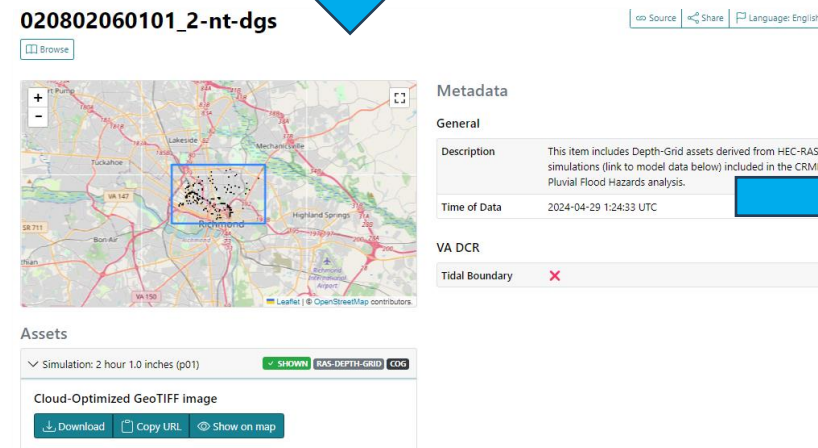 020802060101_2-nt-dgs
Source
Share
Language: English
Browse
+
-
Mechanicsville
Lakeside
Tuckahoe
VA 147
Highland Springs
SR 711
Richmond
Bon Air
Richmond
International
Airport
VA 150
Leaflet | © OpenStreetMap contributors
Metadata
General
Description
This item includes Depth-Grid assets derived from HEC-RAS
simulations (link to model data below) included in the CRM
Pluvial Flood Hazards analysis.
Time of Data
2024-04-29 1:24:33 UTC
VA DCR
Tidal Boundary
Assets
Simulation: 2 hour 1.0 inches (p01)
SHOWN
RAS-DEPTH-GRID
COG
Cloud-Optimized GeoTIFF image
Download
Copy URL
Show on map